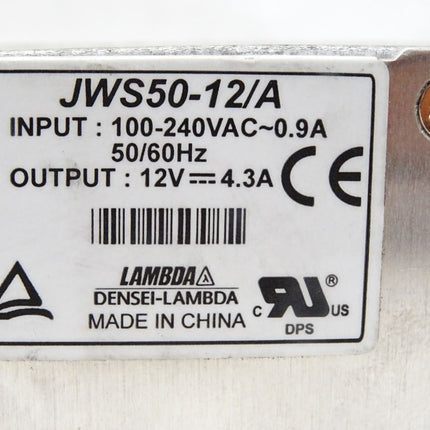 JWS50-12/A
INPUT : 100-240VAC~0.9A
50/60Hz
OUTPUT : 12V⎓4.3A
CE
LAMBDA
DENSEI-LAMBDA
MADE IN CHINA
c RU ® US
DPS